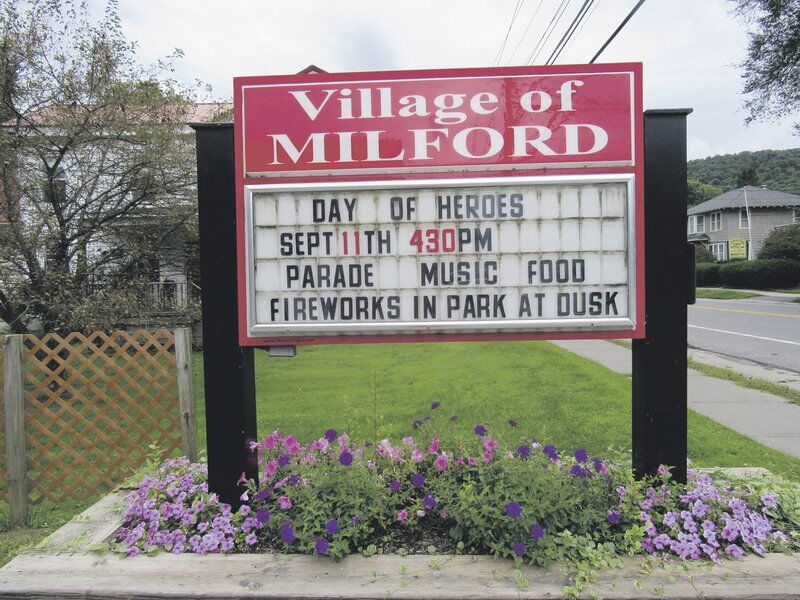 Village of
MILFORD
DAY OF HEROES
SEPT 11TH 430PM
PARADE MUSIC FOOD
FIREWORKS IN PARK AT DUSK